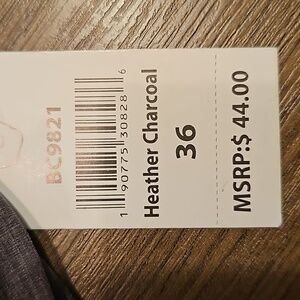 BC9821
1 90775 30828 6
Heather Charcoal
36
MSRP:$ 44.00